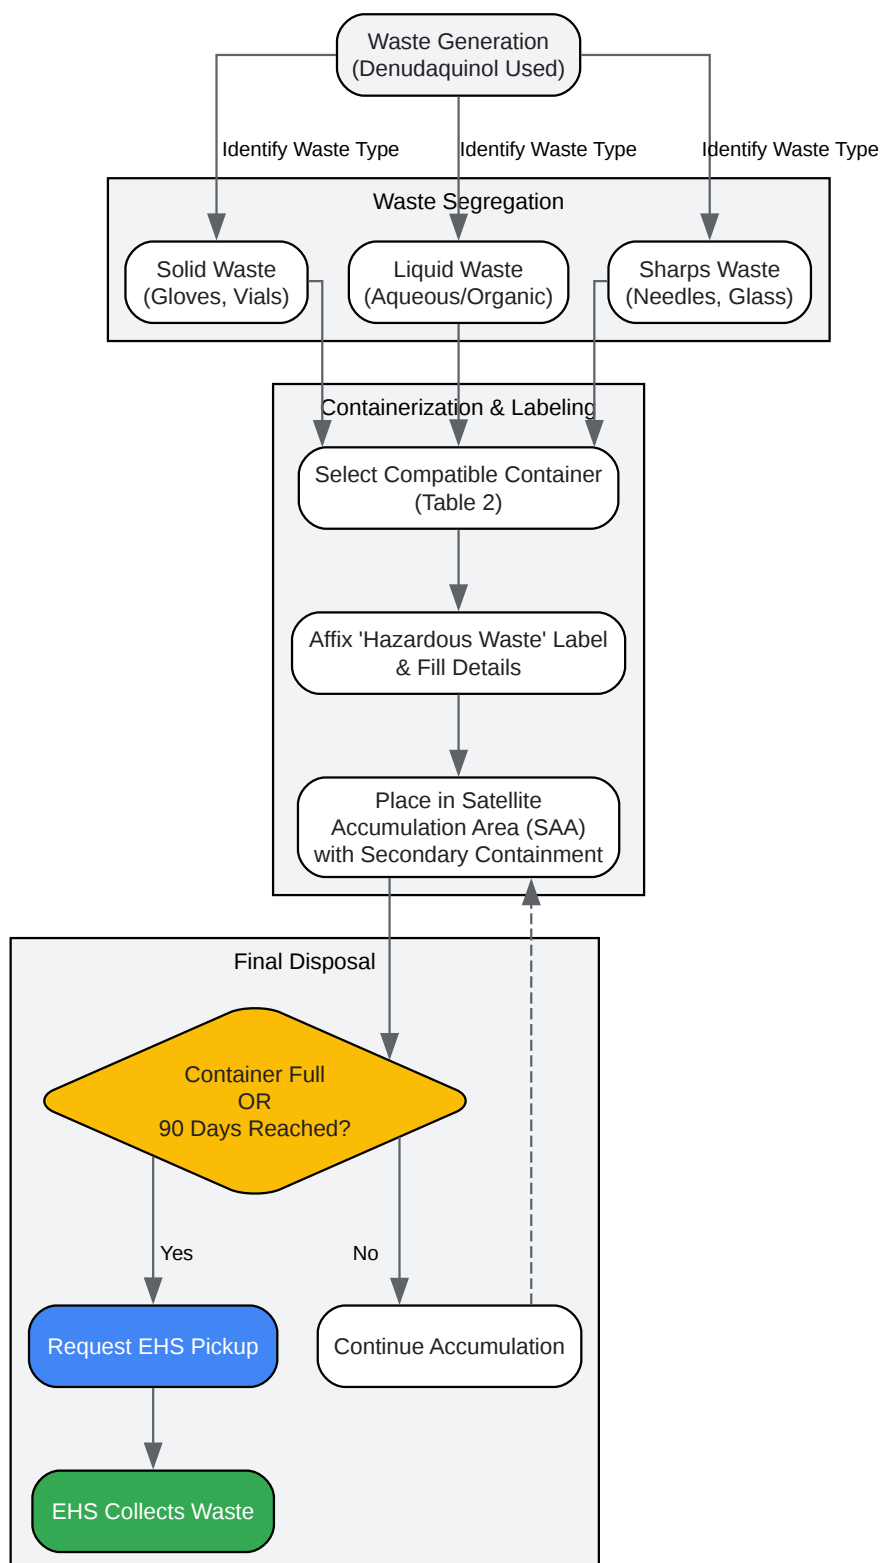 Waste Generation
(Denudaquinol Used)
Identify Waste Type
Identify Waste Type
Identify Waste Type
Waste Segregation
Solid Waste
(Gloves, Vials)
Liquid Waste
(Aqueous/Organic)
Sharps Waste
(Needles, Glass)
Containerization & Labeling
Select Compatible Container
(Table 2)
Affix 'Hazardous Waste' Label
& Fill Details
Place in Satellite
Accumulation Area (SAA)
with Secondary Containment
Final Disposal
Container Full
OR
90 Days Reached?
Yes
No
Request EHS Pickup
Continue Accumulation
EHS Collects Waste